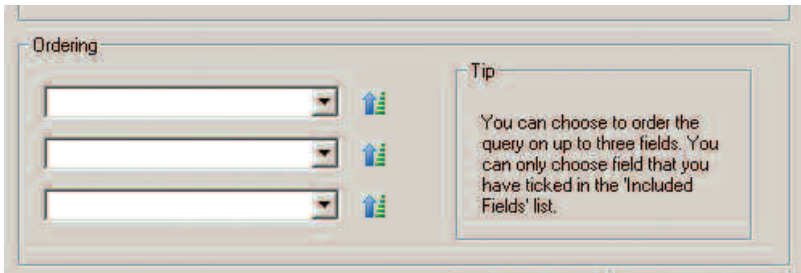 Ordering
Tip
You can choose to order the
query on up to three fields. You
can only choose field that you
have ticked in the 'Included
Fields' list.